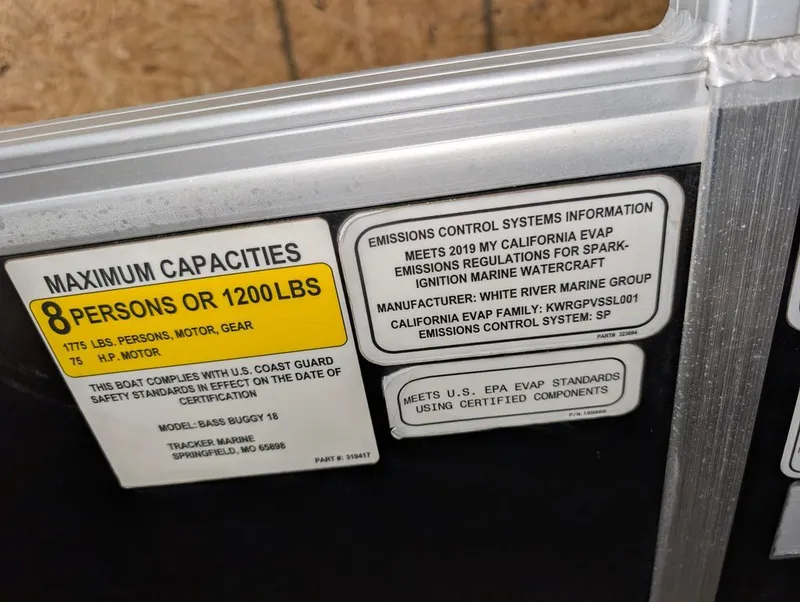 MAXIMUM CAPACITIES
8 PERSONS OR 1200 LBS
1775 LBS. PERSONS, MOTOR, GEAR
75 H.P. MOTOR
THIS BOAT COMPLIES WITH U.S. COAST GUARD
SAFETY STANDARDS IN EFFECT ON THE DATE OF
CERTIFICATION
MODEL: BASS BUGGY 18
TRACKER MARINE
SPRINGFIELD, MO 65898
PART #: 319417
EMISSIONS CONTROL SYSTEMS INFORMATION
MEETS 2019 MY CALIFORNIA EVAP
EMISSIONS REGULATIONS FOR SPARK-
IGNITION MARINE WATERCRAFT
MANUFACTURER: WHITE RIVER MARINE GROUP
CALIFORNIA EVAP FAMILY: KWRGPVSSL001
EMISSIONS CONTROL SYSTEM: SP
PART#
MEETS U.S. EPA EVAP STANDARDS
USING CERTIFIED COMPONENTS
P/N